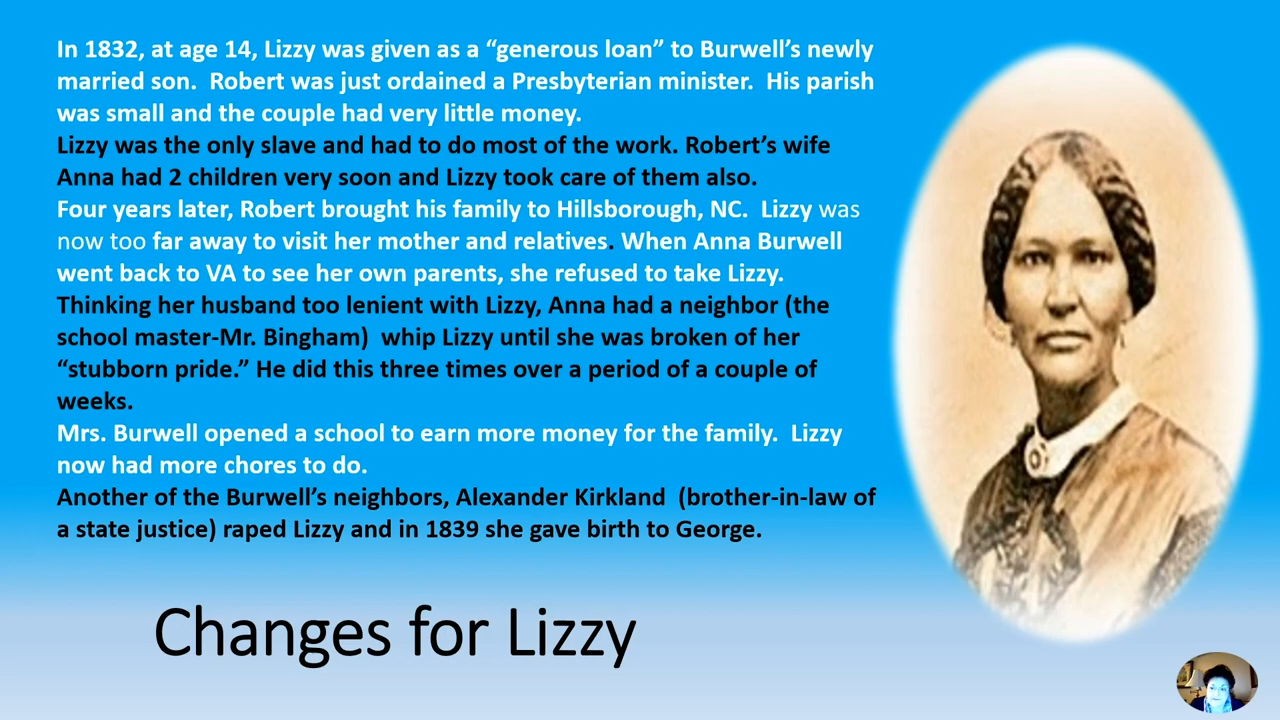 In 1832, at age 14, Lizzy was given as a “generous loan” to Burwell’s newly
married son.  Robert was just ordained a Presbyterian minister.  His parish
was small and the couple had very little money.
Lizzy was the only slave and had to do most of the work. Robert’s wife
Anna had 2 children very soon and Lizzy took care of them also.
Four years later, Robert brought his family to Hillsborough, NC.  Lizzy was
now too far away to visit her mother and relatives. When Anna Burwell
went back to VA to see her own parents, she refused to take Lizzy.
Thinking her husband too lenient with Lizzy, Anna had a neighbor (the
school master-Mr. Bingham)  whip Lizzy until she was broken of her
“stubborn pride.” He did this three times over a period of a couple of
weeks.
Mrs. Burwell opened a school to earn more money for the family.  Lizzy
now had more chores to do.
Another of the Burwell’s neighbors, Alexander Kirkland  (brother-in-law of
a state justice) raped Lizzy and in 1839 she gave birth to George.
Changes for Lizzy